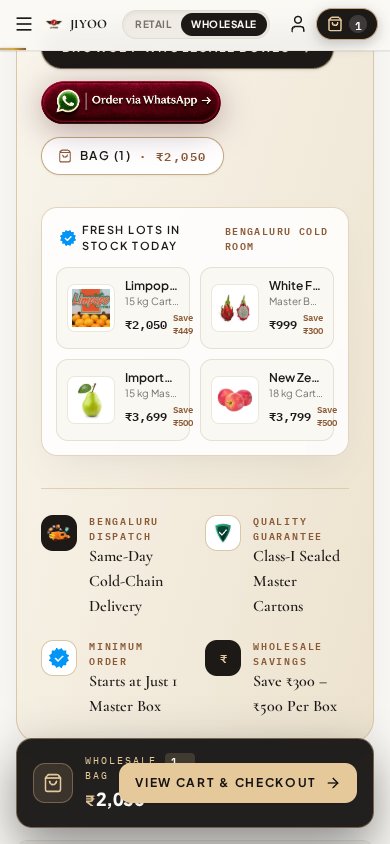 JIYOO
RETAIL
WHOLESALE
1
Order via WhatsApp →
BAG (1) · ₹2,050
FRESH LOTS IN
STOCK TODAY
BENGALURU COLD
ROOM
Limpop...
15 kg Cart...
₹2,050
Save
₹449
White F...
Master B...
₹999
Save
₹300
Import...
15 kg Mas...
₹3,699
Save
₹500
New Ze...
18 kg Cart...
₹3,799
Save
₹500
BENGALURU
DISPATCH
Same-Day
Cold-Chain
Delivery
QUALITY
GUARANTEE
Class-I Sealed
Master
Cartons
MINIMUM
ORDER
Starts at Just 1
Master Box
₹
WHOLESALE
SAVINGS
Save ₹300 –
₹500 Per Box
WHOLESALE
BAG
VIEW CART & CHECKOUT →